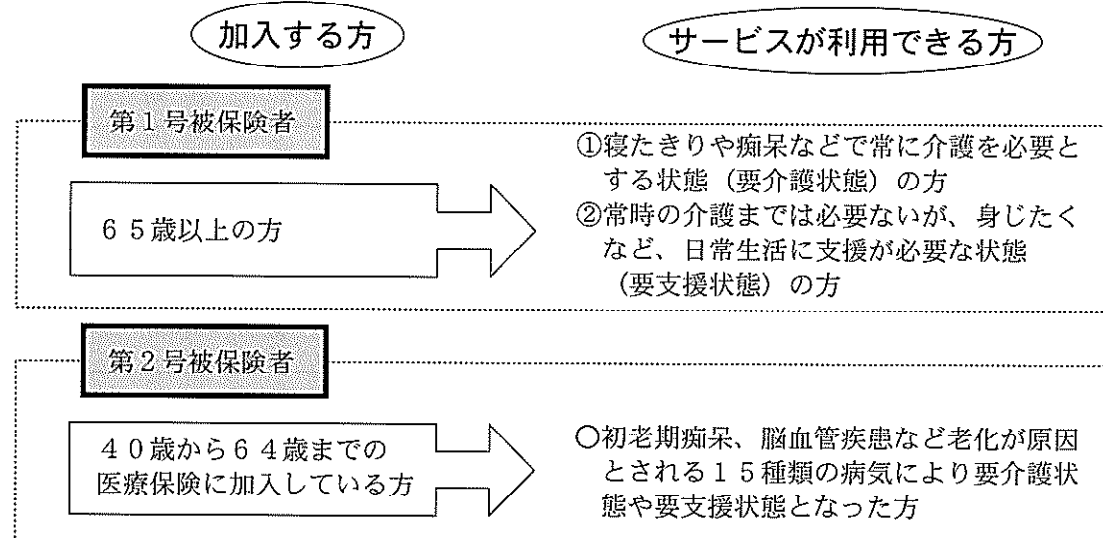 加入する方
サービスが利用できる方
第１号被保険者
６５歳以上の方
①寝たきりや痴呆などで常に介護を必要と
する状態（要介護状態）の方
②常時の介護までは必要ないが、身じたく
など、日常生活に支援が必要な状態
（要支援状態）の方
第２号被保険者
４０歳から６４歳までの
医療保険に加入している方
○初老期痴呆、脳血管疾患など老化が原因
とされる１５種類の病気により要介護状
態や要支援状態となった方